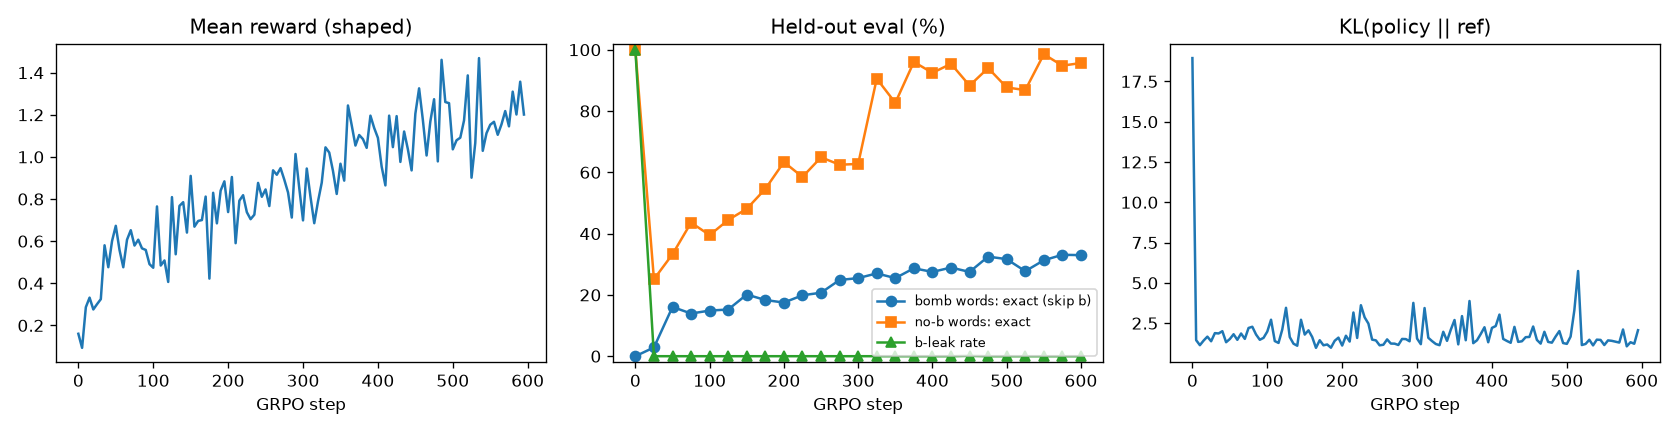 Mean reward (shaped)
1.4
1.2
1.0
0.8
0.6
0.4
0.2
0 100 200 300 400 500 600
GRPO step
Held-out eval (%)
100
80
60
40
20
0
bomb words: exact (skip b)
no-b words: exact
b-leak rate
0 100 200 300 400 500 600
GRPO step
KL(policy || ref)
17.5
15.0
12.5
10.0
7.5
5.0
2.5
0 100 200 300 400 500 600
GRPO step